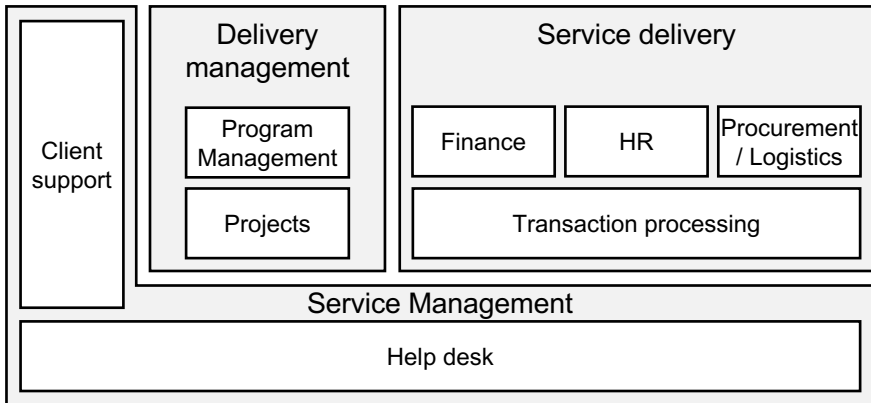 Client
support
Delivery
management
Program
Management
Projects
Service delivery
Finance
HR
Procurement
/ Logistics
Transaction processing
Service Management
Help desk